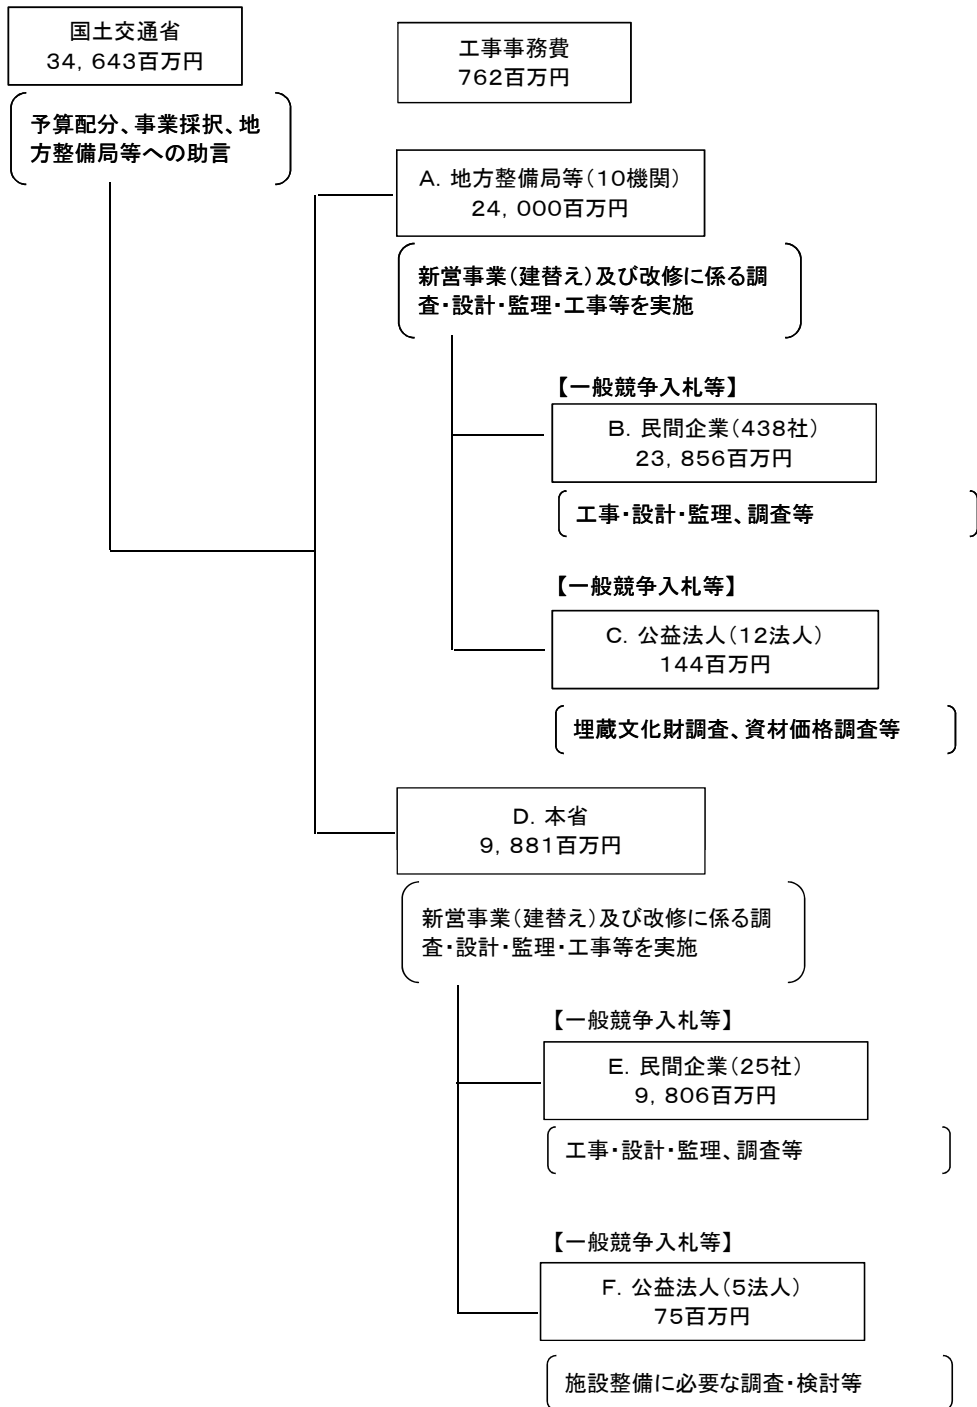 国土交通省
34,643百万円
予算配分、事業採択、地
方整備局等への助言
工事事務費
762百万円
A. 地方整備局等(10機関)
24,000百万円
新営事業(建替え)及び改修に係る調
査・設計・監理・工事等を実施
【一般競争入札等】
B. 民間企業(438社)
23,856百万円
工事・設計・監理、調査等
【一般競争入札等】
C. 公益法人(12法人)
144百万円
埋蔵文化財調査、資材価格調査等
D. 本省
9,881百万円
新営事業(建替え)及び改修に係る調
査・設計・監理・工事等を実施
【一般競争入札等】
E. 民間企業(25社)
9,806百万円
工事・設計・監理、調査等
【一般競争入札等】
F. 公益法人(5法人)
75百万円
施設整備に必要な調査・検討等